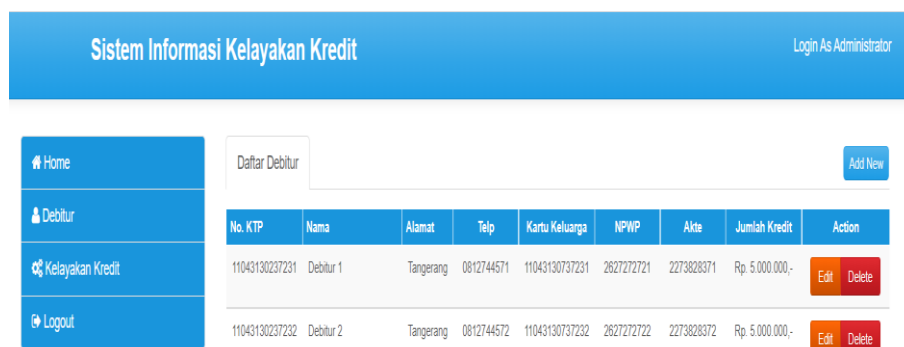 Sistem Informasi Kelayakan Kredit
Login As Administrator
Home
Debitur
Kelayakan Kredit
Logout
Daftar Debitur
Add New
No. KTP Nama Alamat Telp Kartu Keluarga NPWP Akte Jumlah Kredit Action
11043130237231 Debitur 1 Tangerang 0812744571 11043130737231 2627272721 2273828371 Rp. 5.000.000,- Edit Delete
11043130237232 Debitur 2 Tangerang 0812744572 11043130737232 2627272722 2273828372 Rp. 5.000.000,- Edit Delete